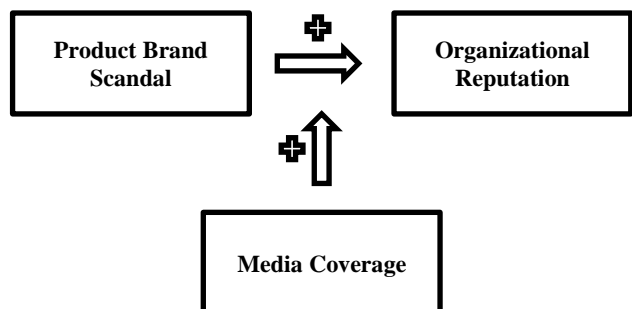 Product Brand
Scandal
Organizational
Reputation
Media Coverage